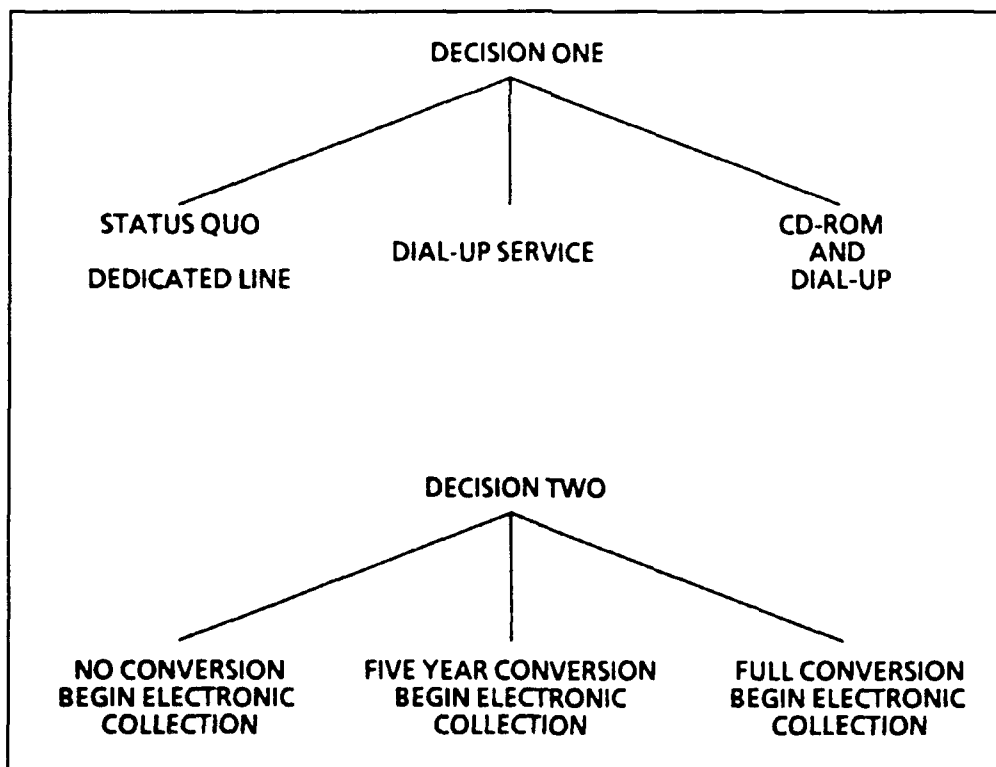 DECISION ONE
STATUS QUO
DEDICATED LINE
DIAL-UP SERVICE
CD-ROM
AND
DIAL-UP
DECISION TWO
NO CONVERSION
BEGIN ELECTRONIC
COLLECTION
FIVE YEAR CONVERSION
BEGIN ELECTRONIC
COLLECTION
FULL CONVERSION
BEGIN ELECTRONIC
COLLECTION